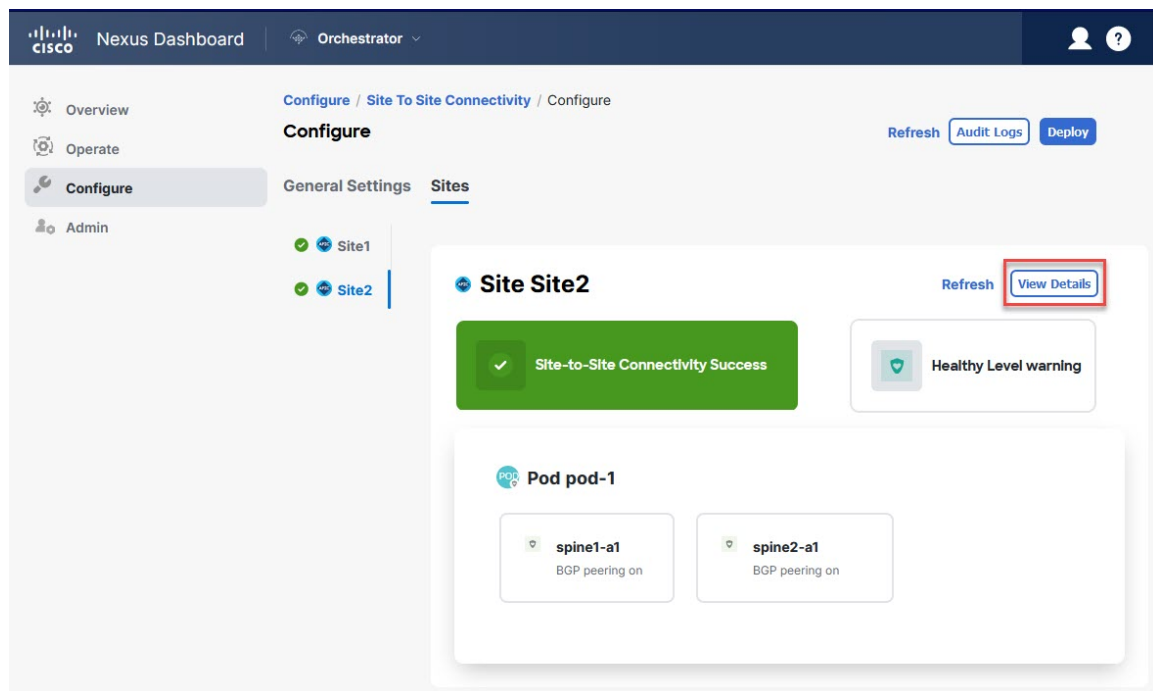 CISCO Nexus Dashboard Orchestrator ?
Overview
Operate
Configure
Admin
Configure / Site To Site Connectivity / Configure
Configure
Refresh Audit Logs Deploy
General Settings Sites
Site1
Site2
Site Site2
Refresh View Details
Site-to-Site Connectivity Success
Healthy Level warning
POD Pod pod-1
spine1-a1
BGP peering on
spine2-a1
BGP peering on